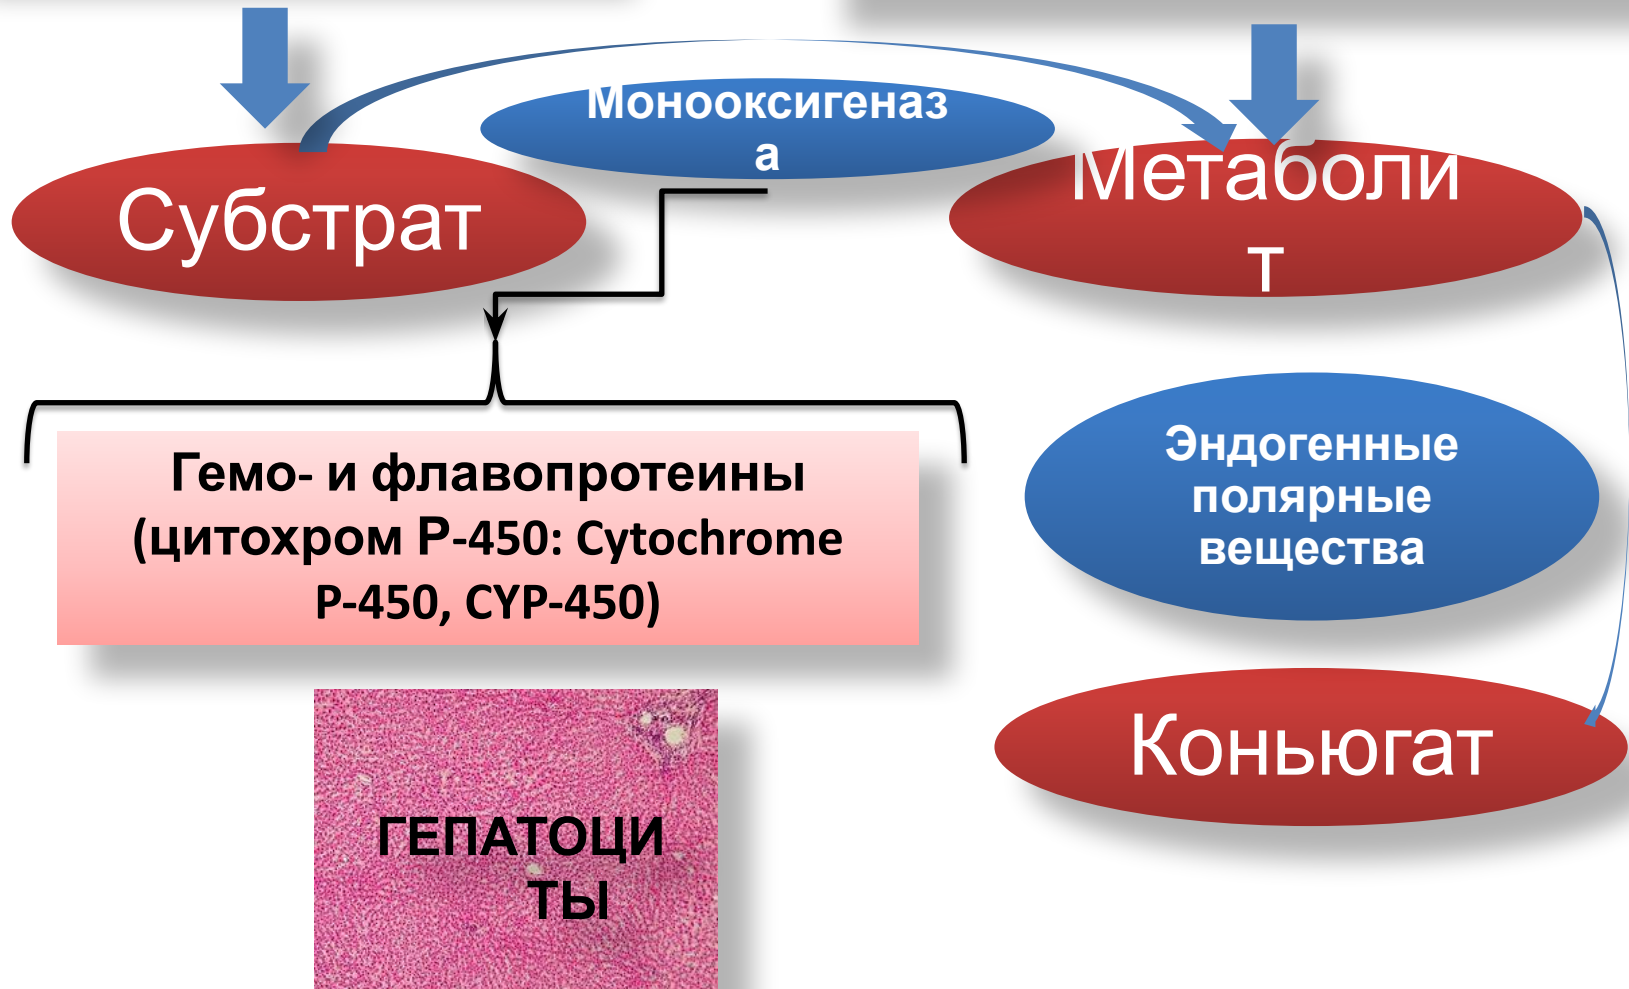 Монооксигеназ
а
Субстрат
Метаболи
т
Гемо- и флавопротеины
(цитохром Р-450: Cytochrome
P-450, CYP-450)
Эндогенные
полярные
вещества
Коньюгат
ГЕПАТОЦИ
ТЫ